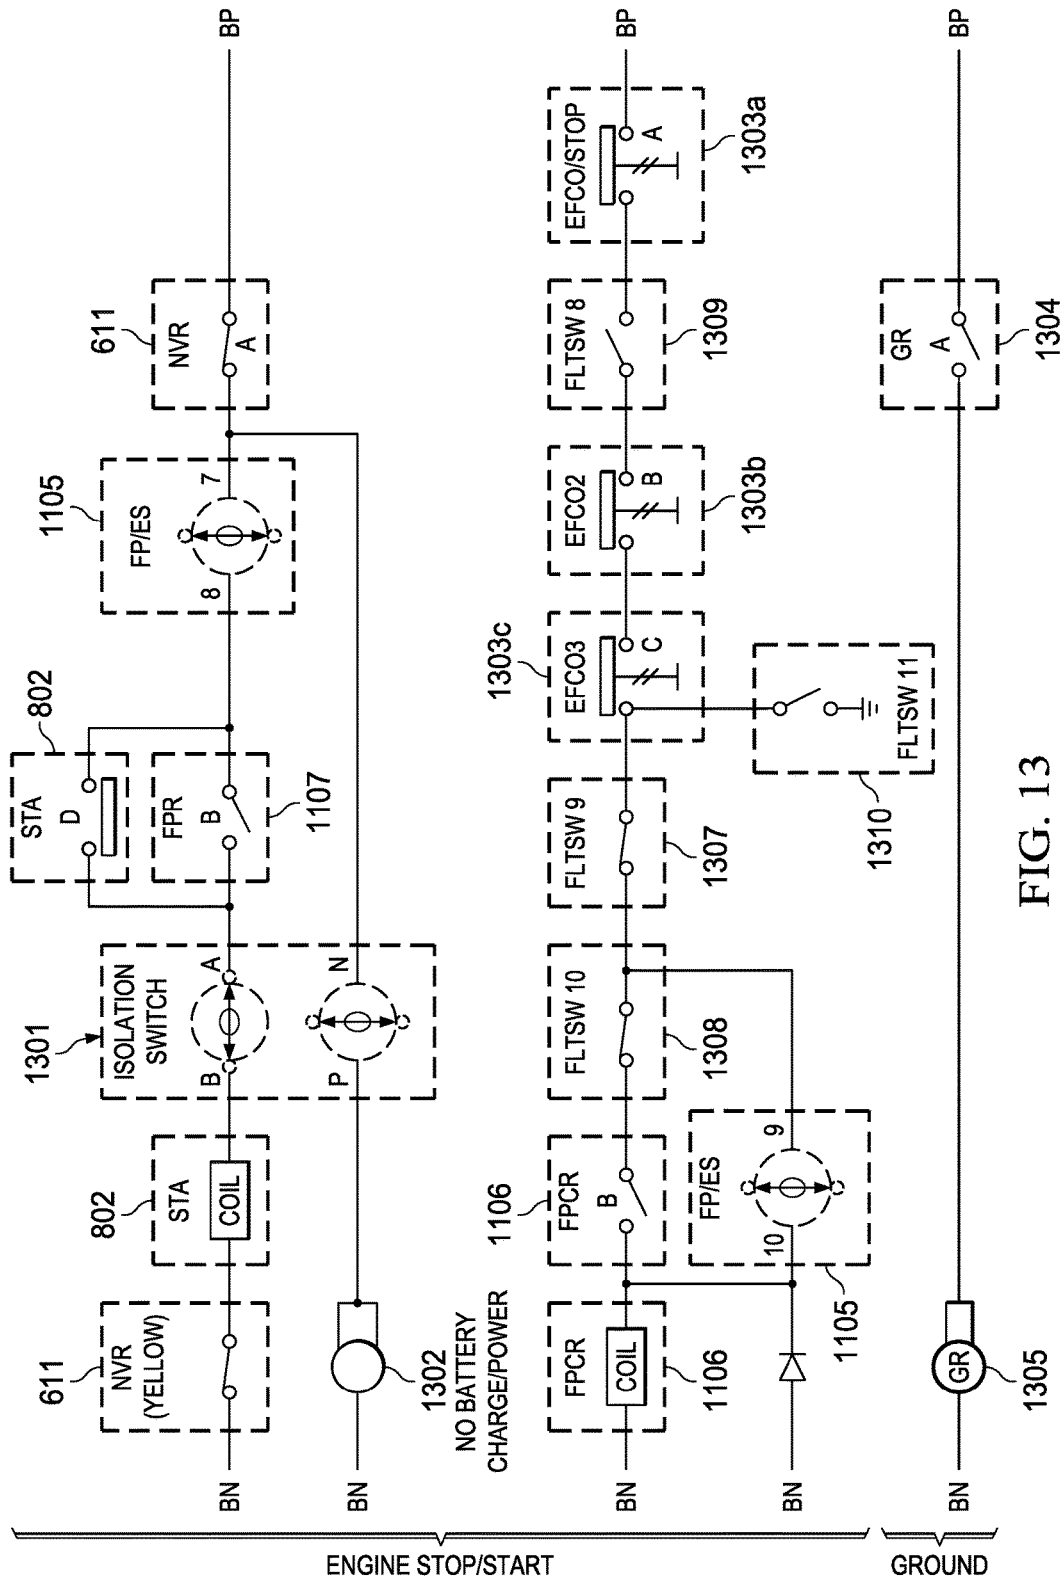 BP
BP
BP
611
NVR
A
1105
FP/ES
7
8
802
STA
D
FPR
B
1107
1301
ISOLATION
SWITCH
A
B
N
P
802
STA
COIL
611
NVR
(YELLOW)
1302
BN
BN
NO BATTERY
CHARGE/POWER
EFCO/STOP
A
1303a
FLTSW 8
1309
EFCO2
B
1303b
1303c
EFCO3
C
FLTSW 11
1310
FLTSW 9
1307
FLTSW 10
1308
1106
FPCR
B
FP/ES
9
10
1105
FPCR
COIL
1106
BN
BN
GR
A
1304
GR
1305
BN
ENGINE STOP/START
GROUND
FIG. 13